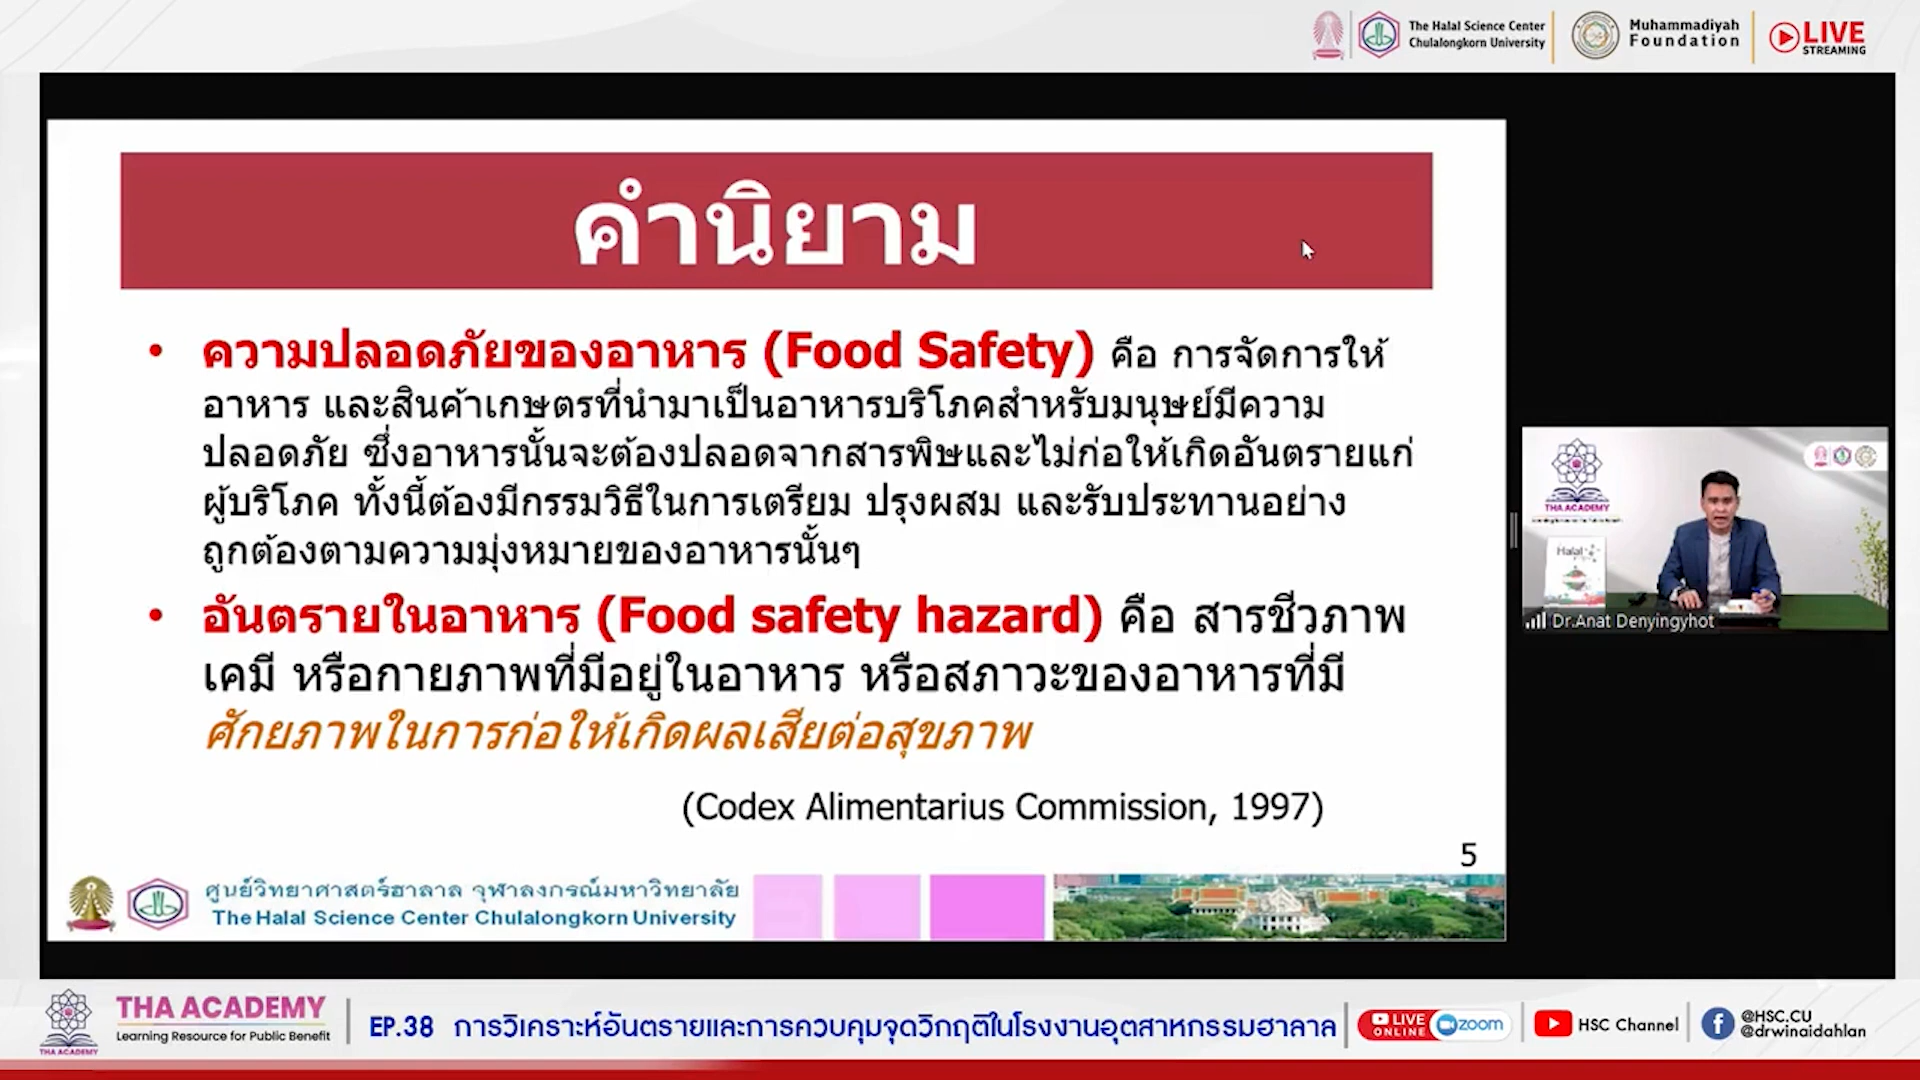 The Halal Science Center
Chulalongkorn University
Muhammadiyah
Foundation
LIVE
STREAMING
คำนิยาม
• ความปลอดภัยของอาหาร (Food Safety) คือ การจัดการให้
อาหาร และสินค้าเกษตรที่นำมาเป็นอาหารบริโภคสำหรับมนุษย์มีความ
ปลอดภัย ซึ่งอาหารนั้นจะต้องปลอดจากสารพิษและไม่ก่อให้เกิดอันตรายแก่
ผู้บริโภค ทั้งนี้ต้องมีกรรมวิธีในการเตรียม ปรุงผสม และรับประทานอย่าง
ถูกต้องตามความมุ่งหมายของอาหารนั้นๆ
• อันตรายในอาหาร (Food safety hazard) คือ สารชีวภาพ
เคมี หรือกายภาพที่มีอยู่ในอาหาร หรือสภาวะของอาหารที่มี
ศักยภาพในการก่อให้เกิดผลเสียต่อสุขภาพ
(Codex Alimentarius Commission, 1997)
5
ศูนย์วิทยาศาสตร์ฮาลาล จุฬาลงกรณ์มหาวิทยาลัย
The Halal Science Center Chulalongkorn University
THA ACADEMY
Halal
Dr.Anat Denyingyhot
THA ACADEMY
THA ACADEMY
Learning Resource for Public Benefit
EP.38 การวิเคราะห์อันตรายและการควบคุมจุดวิกฤติในโรงงานอุตสาหกรรมฮาลาล
LIVE
ONLINE
zoom
HSC Channel
@HSC.CU
@drwinaidahlan